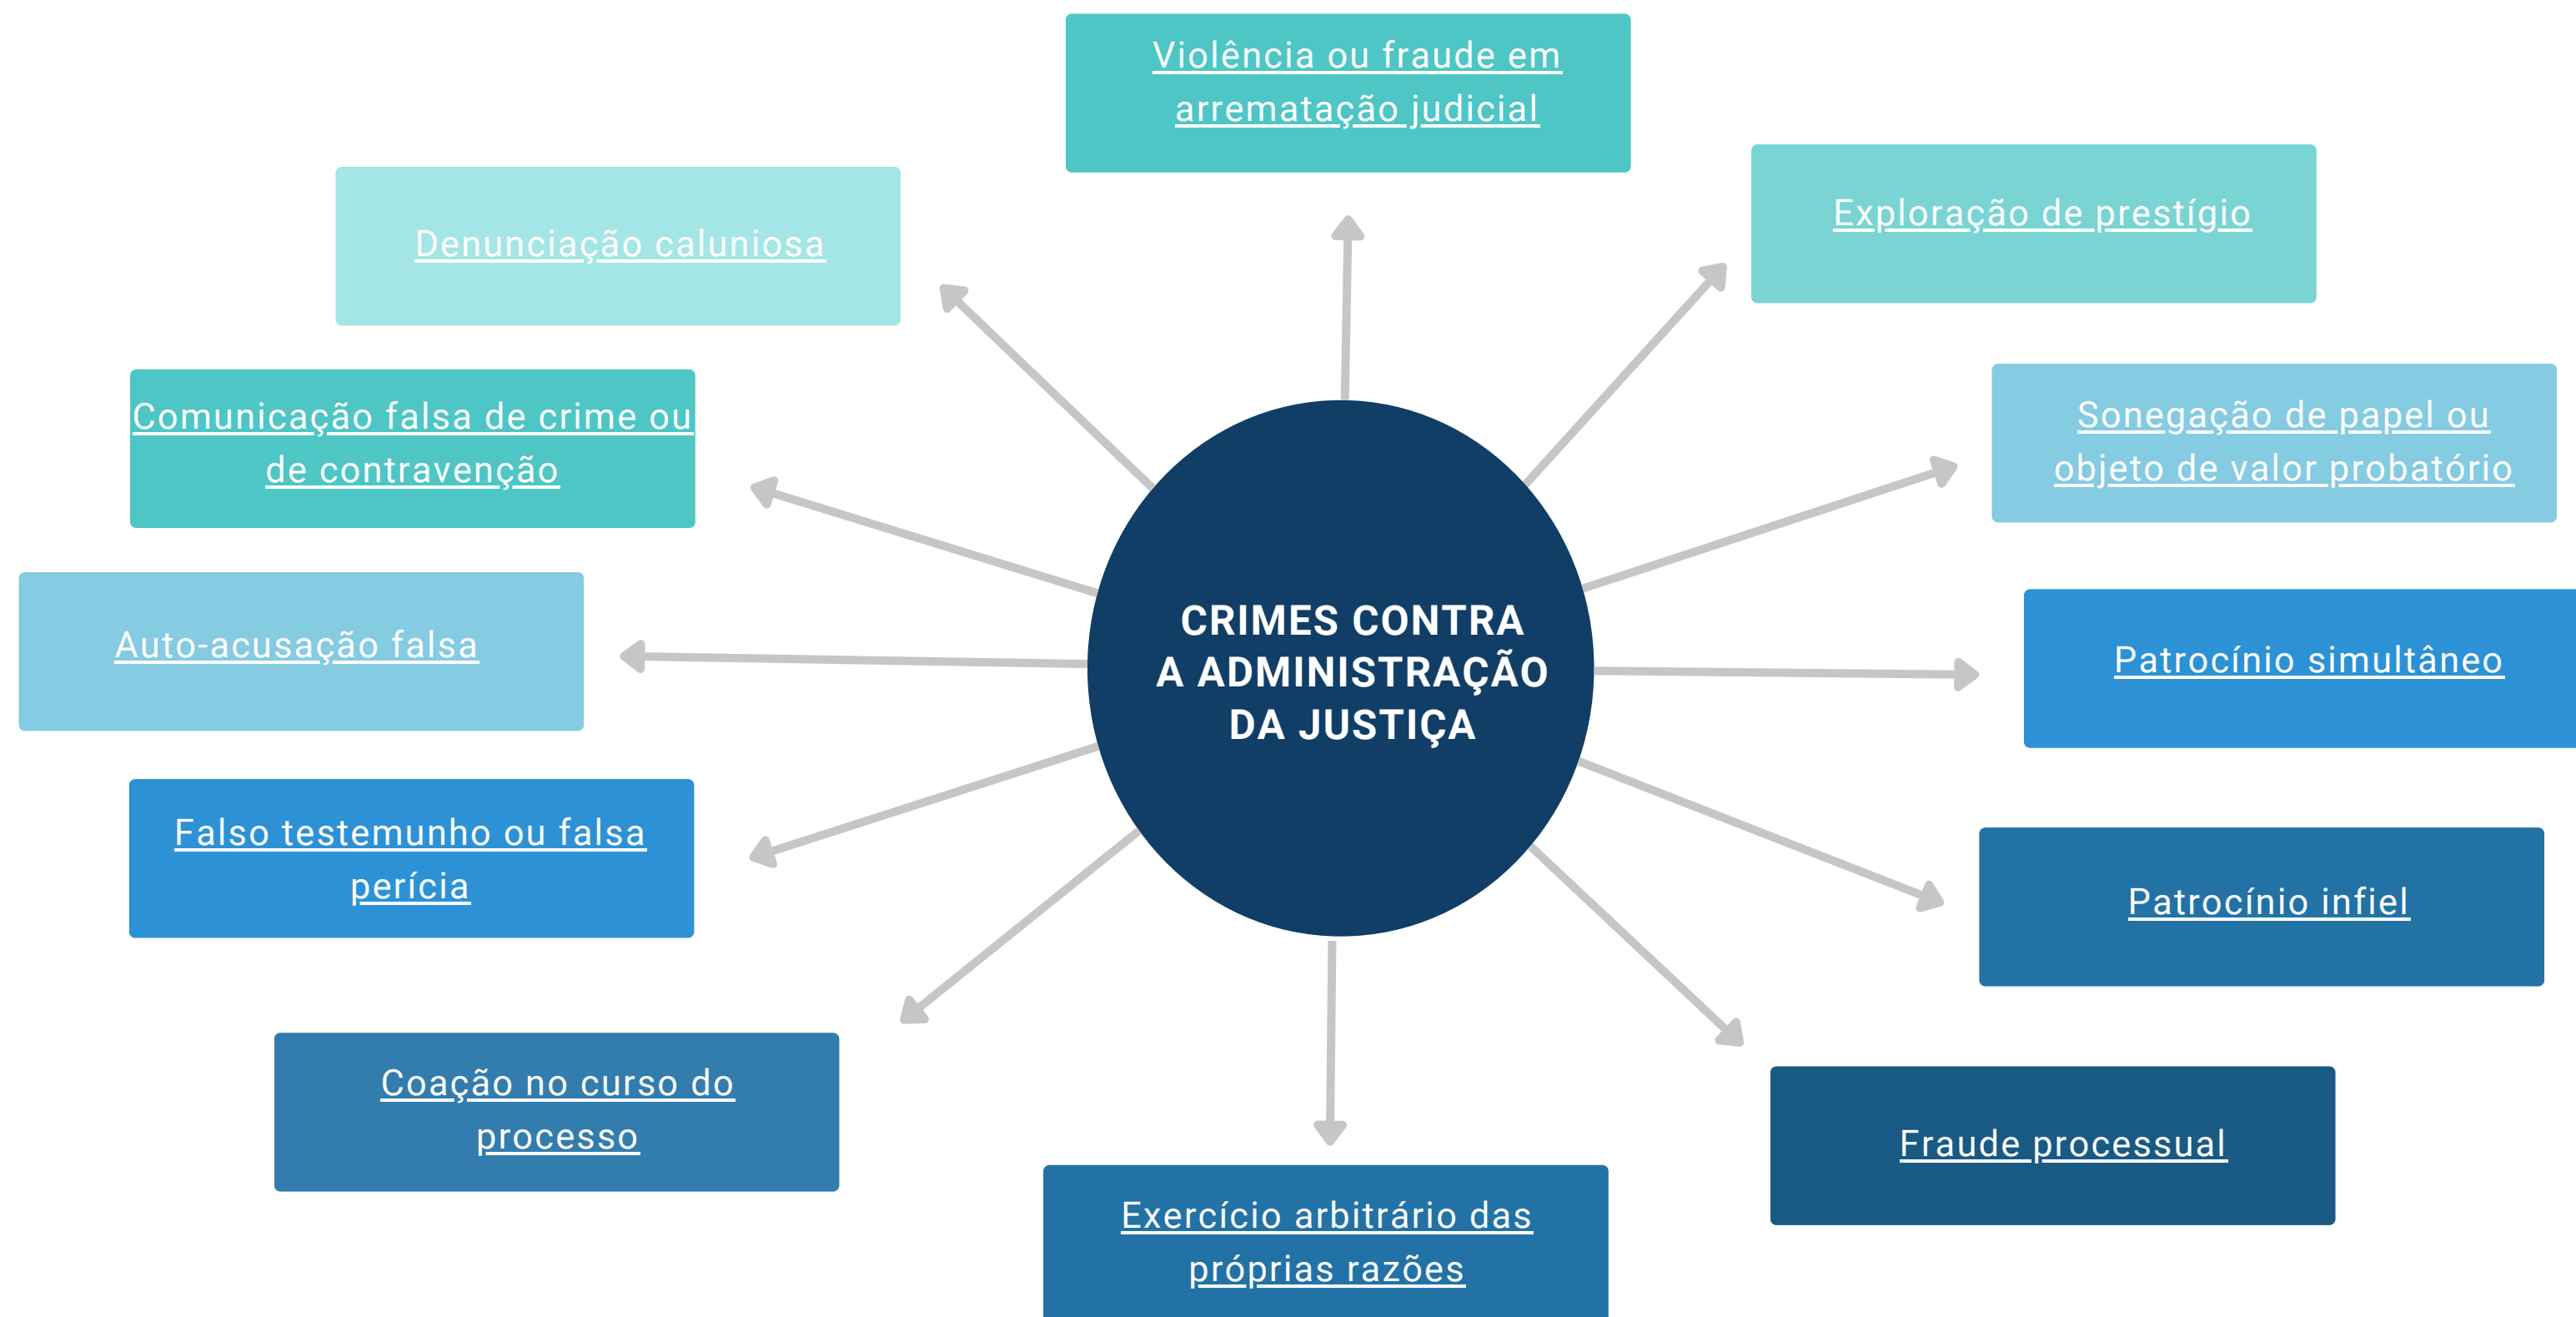 Violência ou fraude em
arrematação judicial
Exploração de prestígio
Denunciação caluniosa
Comunicação falsa de crime ou
de contravenção
Sonegação de papel ou
objeto de valor probatório
Auto-acusação falsa
CRIMES CONTRA
A ADMINISTRAÇÃO
DA JUSTIÇA
Patrocínio simultâneo
Falso testemunho ou falsa
perícia
Patrocínio infiel
Coação no curso do
processo
Fraude processual
Exercício arbitrário das
próprias razões